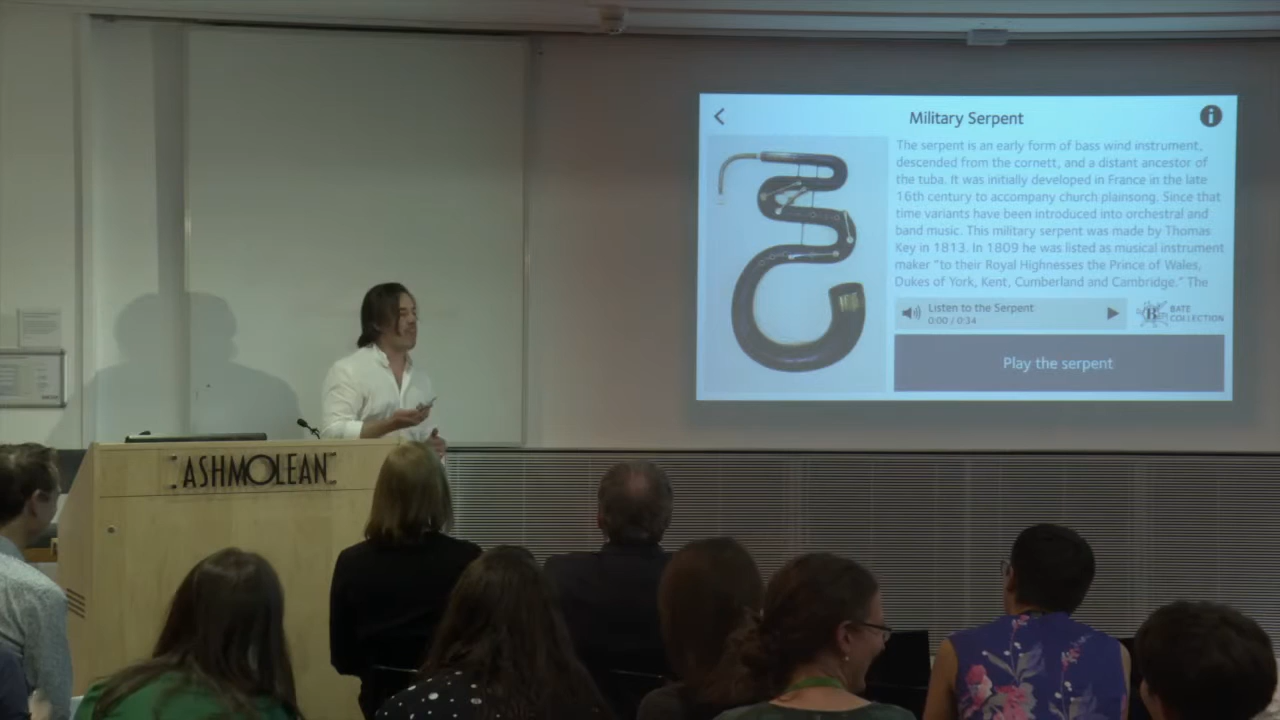 Military Serpent
The serpent is an early form of bass wind instrument,
descended from the cornett, and a distant ancestor of
the tuba. It was initially developed in France in the late
16th century to accompany church plainsong. Since that
time variants have been introduced into orchestral and
band music. This military serpent was made by Thomas
Key in 1813. In 1809 he was listed as musical instrument
maker "to their Royal Highnesses the Prince of Wales,
Dukes of York, Kent, Cumberland and Cambridge." The
Listen to the Serpent
0:00 / 0:34
BATE
COLLECTION
Play the serpent
ASHMOLEAN